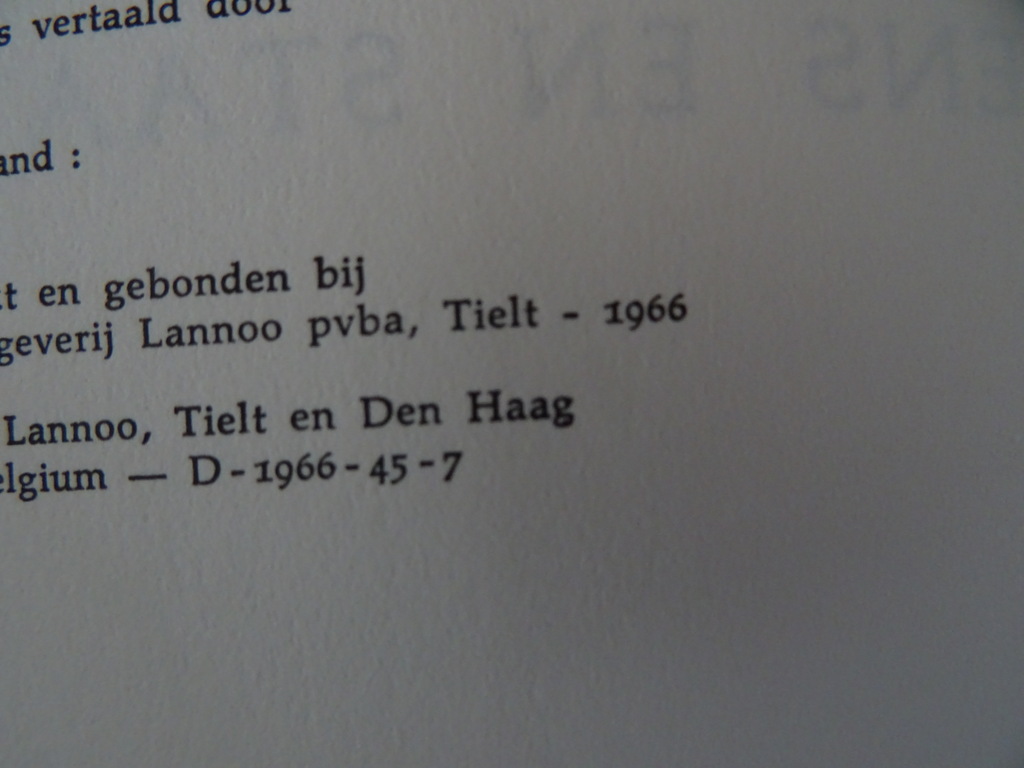 s vertaald door
and :
t en gebonden bij
geverij Lannoo pvba, Tielt - 1966
Lannoo, Tielt en Den Haag
elgium — D-1966-45-7